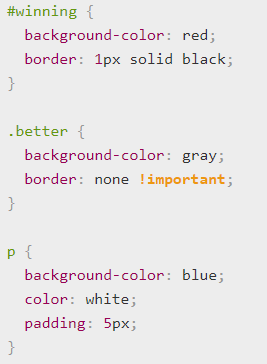 #winning {
  background-color: red;
  border: 1px solid black;
}

.better {
  background-color: gray;
  border: none !important;
}

p {
  background-color: blue;
  color: white;
  padding: 5px;
}